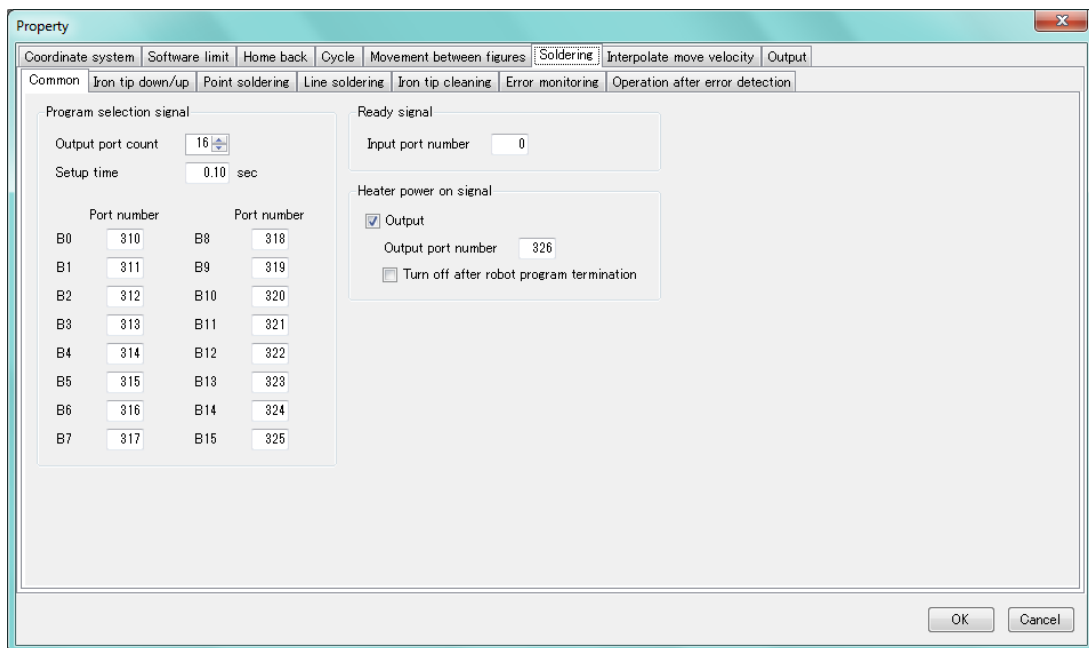 Property
Coordinate system Software limit Home back Cycle Movement between figures Soldering Interpolate move velocity Output
Common Iron tip down/up Point soldering Line soldering Iron tip cleaning Error monitoring Operation after error detection
Program selection signal
Output port count 16
Setup time 0.10 sec
Port number Port number
B0 310 B8 318
B1 311 B9 319
B2 312 B10 320
B3 313 B11 321
B4 314 B12 322
B5 315 B13 323
B6 316 B14 324
B7 317 B15 325
Ready signal
Input port number 0
Heater power on signal
Output
Output port number 326
Turn off after robot program termination
OK Cancel